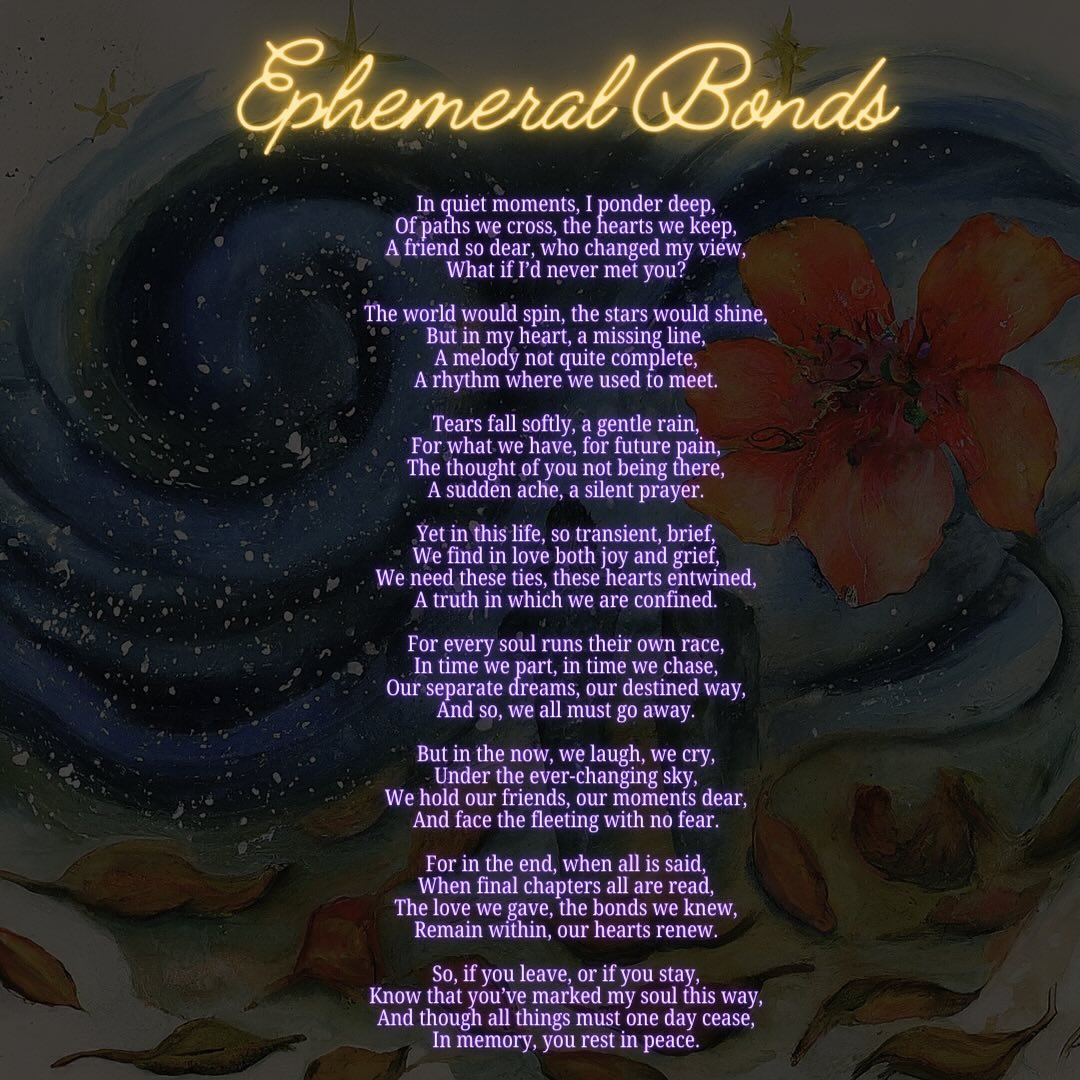 Ephemeral Bonds
In quiet moments, I ponder deep,
Of paths we cross, the hearts we keep,
A friend so dear, who changed my view,
What if I’d never met you?
The world would spin, the stars would shine,
But in my heart, a missing line,
A melody not quite complete,
A rhythm where we used to meet.
Tears fall softly, a gentle rain,
For what we have, for future pain,
The thought of you not being there,
A sudden ache, a silent prayer.
Yet in this life, so transient, brief,
We find in love both joy and grief,
We need these ties, these hearts entwined,
A truth in which we are confined.
For every soul runs their own race,
In time we part, in time we chase,
Our separate dreams, our destined way,
And so, we all must go away.
But in the now, we laugh, we cry,
Under the ever-changing sky,
We hold our friends, our moments dear,
And face the fleeting with no fear.
For in the end, when all is said,
When final chapters all are read,
The love we gave, the bonds we knew,
Remain within, our hearts renew.
So, if you leave, or if you stay,
Know that you’ve marked my soul this way,
And though all things must one day cease,
In memory, you rest in peace.